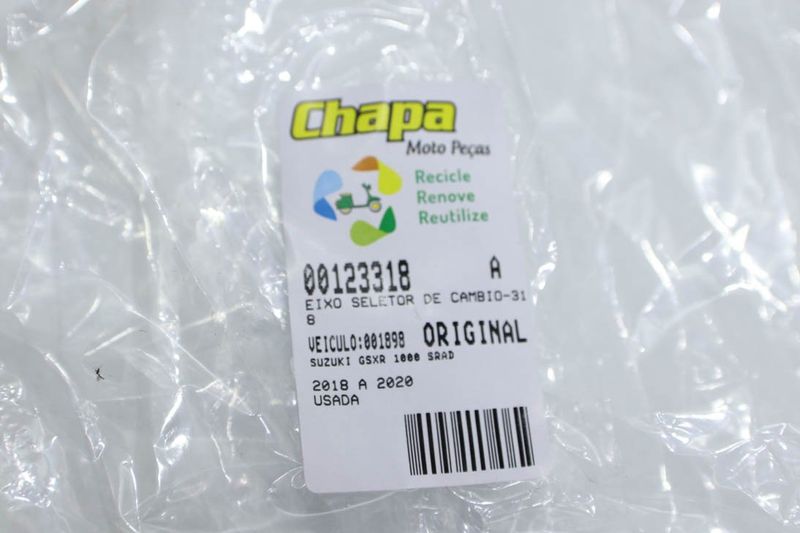 Chapa
Moto Peças
Recicle
Renove
Reutilize
00123318 A
EIXO SELETOR DE CAMBIO-31
8
VEICULO:001898 ORIGINAL
SUZUKI GSXR 1000 SRAD
2018 A 2020
USADA